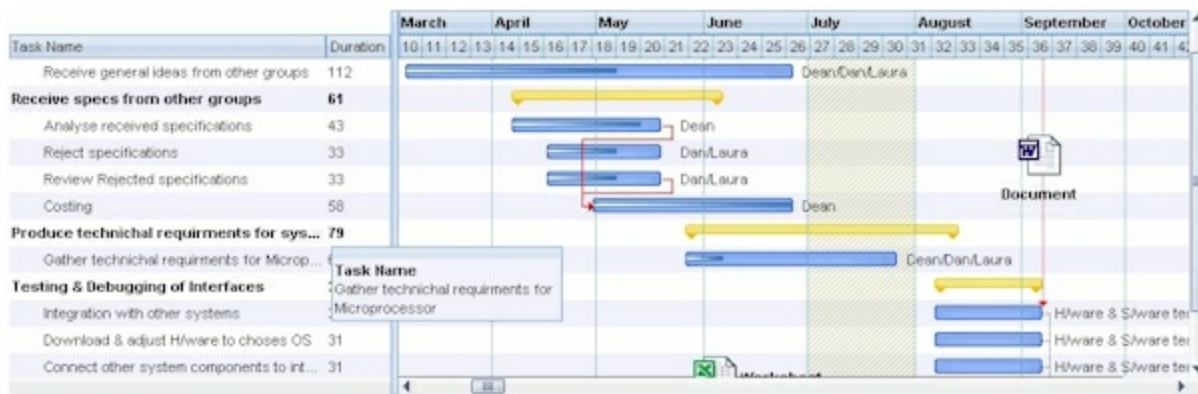 March April May June July August September October
Task Name Duration 10 11 12 13 14 15 16 17 18 19 20 21 22 23 24 25 26 27 28 29 30 31 32 33 34 35 36 37 38 39 40 41
Receive general ideas from other groups 112 Dean/Dan/Laura
Receive specs from other groups 61
Analyse received specifications 43 Dean
Reject specifications 33 Dan/Laura
Review Rejected specifications 33 Dan/Laura
Document
Costing 58 Dean
Produce technichal requirments for sys... 79
Gather technichal requirments for Microp... Dean/Dan/Laura
Task Name
Gather technichal requirments for
Microprocessor
Testing & Debugging of Interfaces
Integration with other systems H/ware & S/ware
Download & adjust H/ware to choses OS 31 H/ware & S/ware
Connect other system components to int... 31 H/ware & S/ware